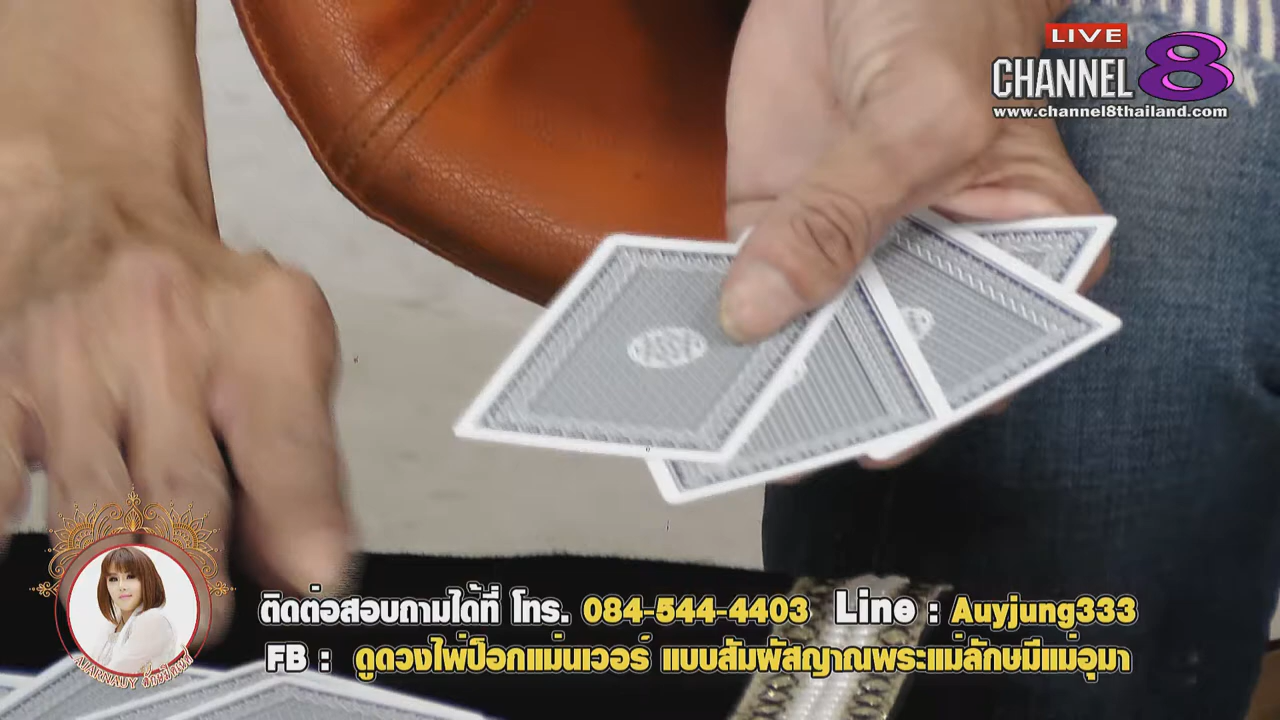 LIVE
CHANNEL 8
www.channel8thailand.com
ติดต่อสอบถามได้ที่ โทร. 084-544-4403 Line : Auyjung333
FB : ดูดวงไพ่ป๊อกแม่นเวอร์ แบบสัมผัสญาณพระแม่ลักษมีแม่อุมา